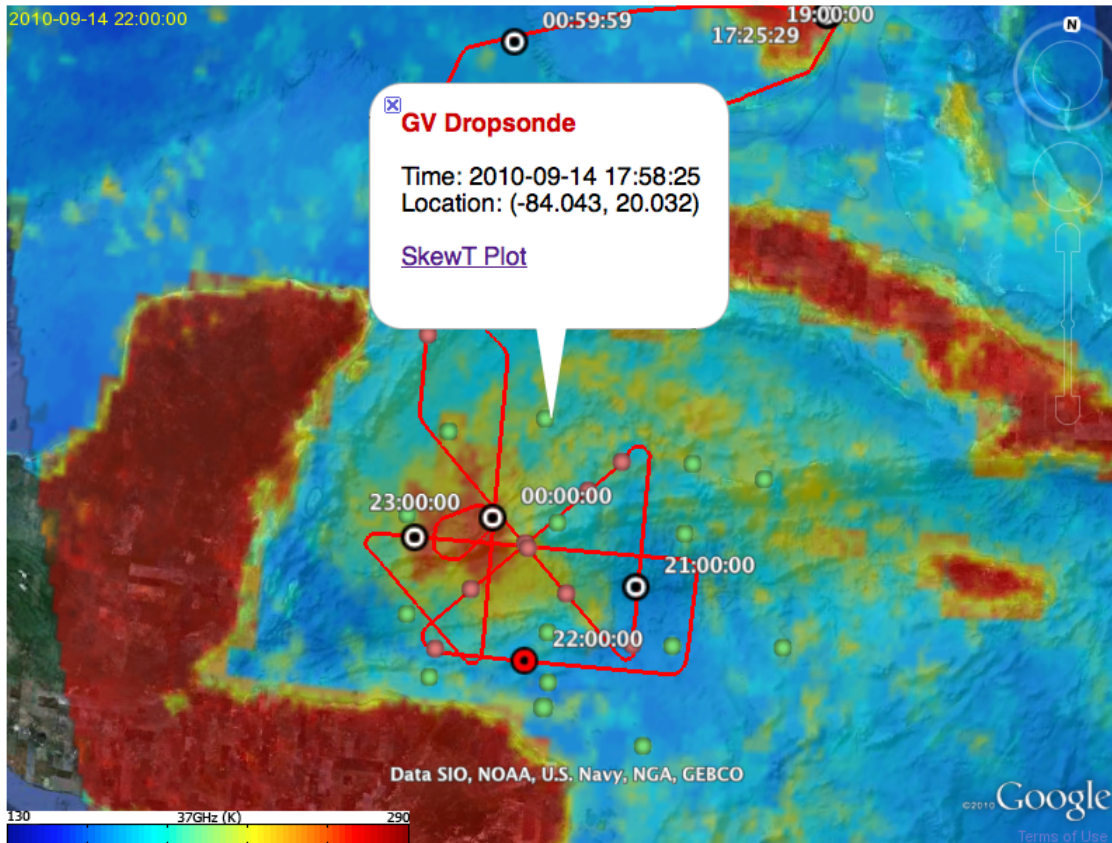 2010-09-14 22:00:00
00:59:59
19:00:00
17:25:29
N
GV Dropsonde
Time: 2010-09-14 17:58:25
Location: (-84.043, 20.032)
SkewT Plot
23:00:00
00:00:00
21:00:00
22:00:00
Data SIO, NOAA, U.S. Navy, NGA, GEBCO
©2010 Google
130 37GHz (K) 290
Terms of Use